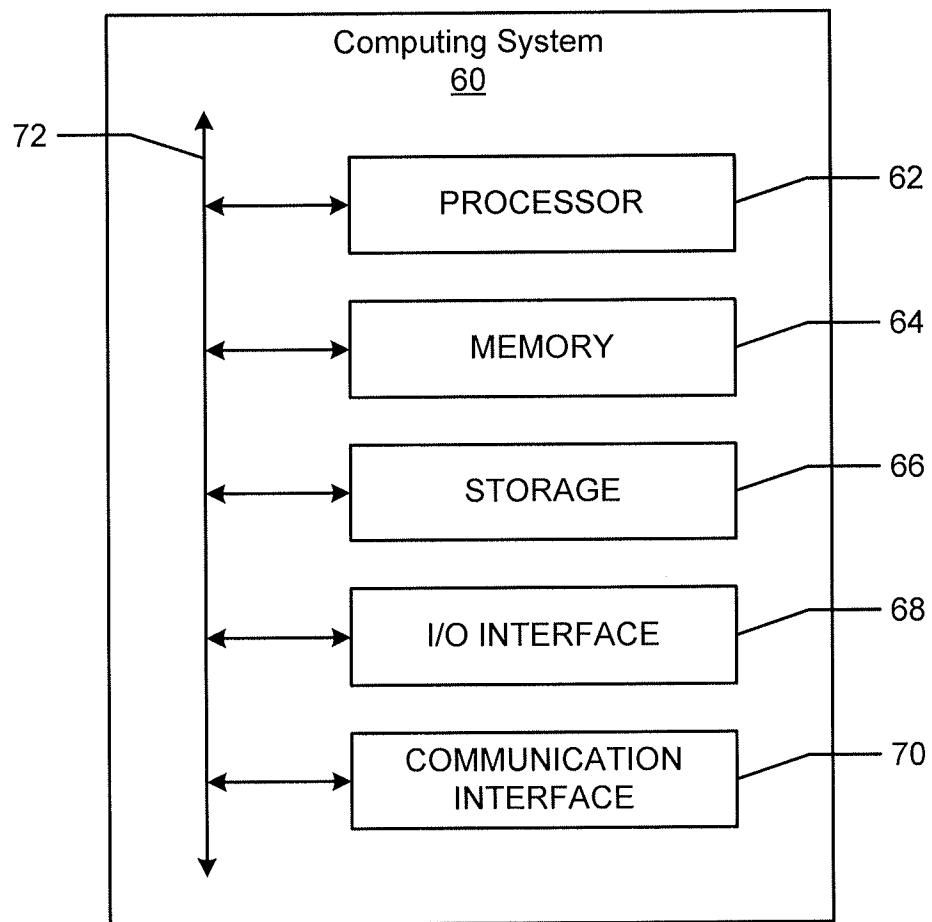 Computing System
60
72
PROCESSOR
62
MEMORY
64
STORAGE
66
I/O INTERFACE
68
COMMUNICATION
INTERFACE
70